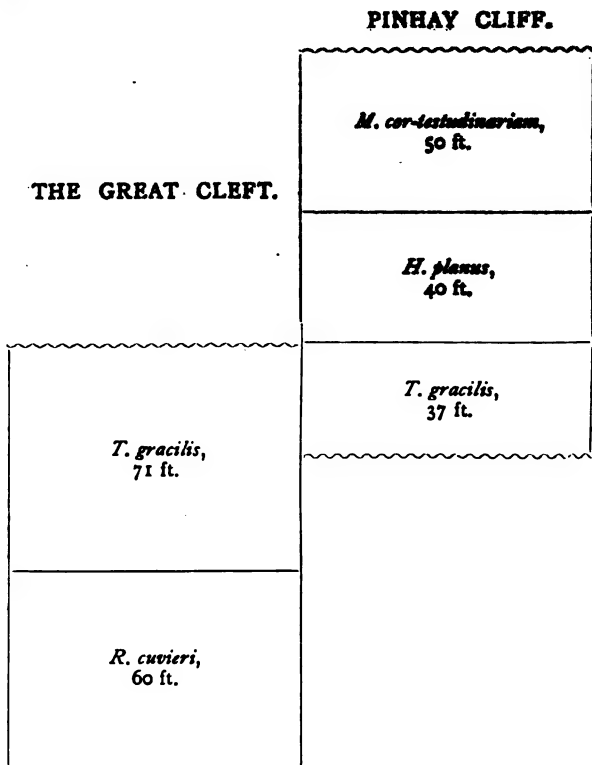 PINHAY CLIFF.
M. cor-testudinariam,
50 ft.
THE GREAT CLEFT.
H. planus,
40 ft.
T. gracilis,
37 ft.
T. gracilis,
71 ft.
R. cuvieri,
60 ft.